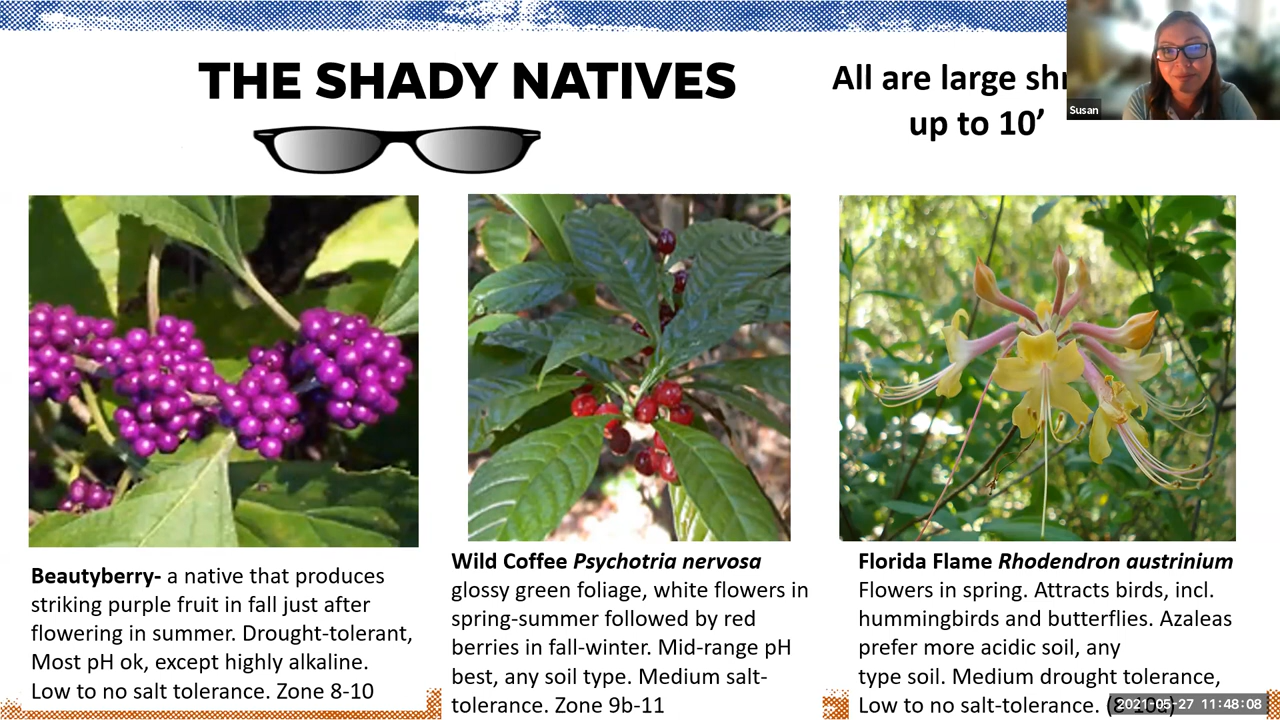 THE SHADY NATIVES
All are large
up to 10’
Susan
Beautyberry- a native that produces
striking purple fruit in fall just after
flowering in summer. Drought-tolerant,
Most pH ok, except highly alkaline.
Low to no salt tolerance. Zone 8-10
Wild Coffee Psychotria nervosa
glossy green foliage, white flowers in
spring-summer followed by red
berries in fall-winter. Mid-range pH
best, any soil type. Medium salt-
tolerance. Zone 9b-11
Florida Flame Rhodendron austrinium
Flowers in spring. Attracts birds, incl.
hummingbirds and butterflies. Azaleas
prefer more acidic soil, any
type soil. Medium drought tolerance,
Low to no salt-tolerance.
2021-05-27 11:48:08